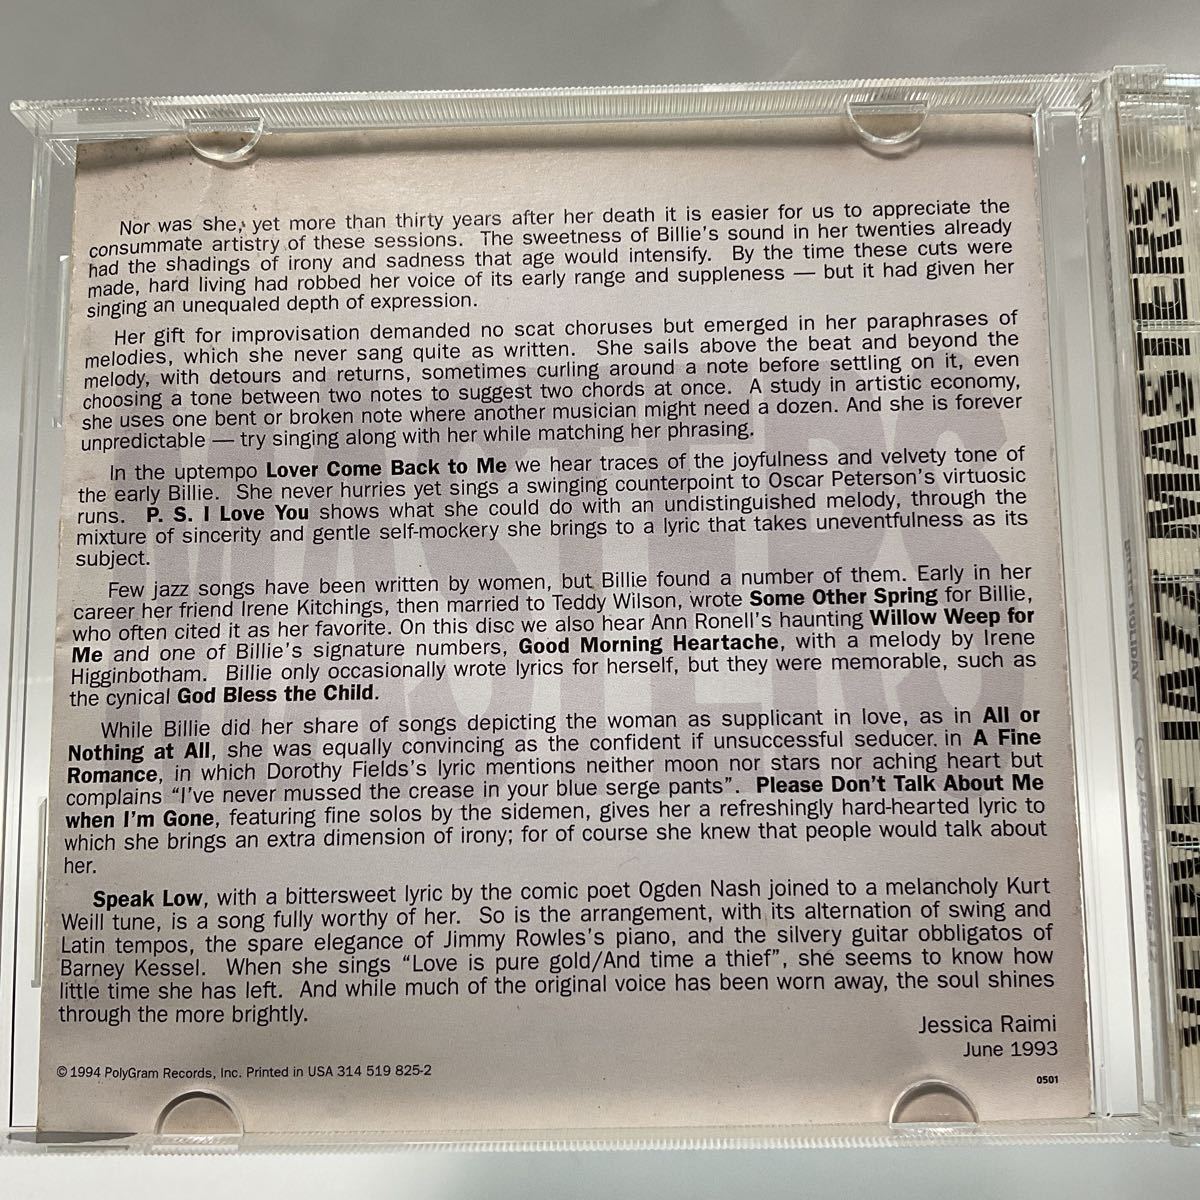 Nor was she, yet more than thirty years after her death it is easier for us to appreciate the
consummate artistry of these sessions. The sweetness of Billie's sound in her twenties already
had the shadings of irony and sadness that age would intensify. By the time these cuts were
made, hard living had robbed her voice of its early range and suppleness — but it had given her
singing an unequaled depth of expression.
Her gift for improvisation demanded no scat choruses but emerged in her paraphrases of
melodies, which she never sang quite as written. She sails above the beat and beyond the
melody, with detours and returns, sometimes curling around a note before settling on it, even
choosing a tone between two notes to suggest two chords at once. A study in artistic economy,
she uses one bent or broken note where another musician might need a dozen. And she is forever
unpredictable — try singing along with her while matching her phrasing.
In the uptempo Lover Come Back to Me we hear traces of the joyfulness and velvety tone of
the early Billie. She never hurries yet sings a swinging counterpoint to Oscar Peterson's virtuosic
runs. P. S. I Love You shows what she could do with an undistinguished melody, through the
mixture of sincerity and gentle self-mockery she brings to a lyric that takes uneventfulness as its
subject.
Few jazz songs have been written by women, but Billie found a number of them. Early in her
career her friend Irene Kitchings, then married to Teddy Wilson, wrote Some Other Spring for Billie,
who often cited it as her favorite. On this disc we also hear Ann Ronell's haunting Willow Weep for
Me and one of Billie's signature numbers, Good Morning Heartache, with a melody by Irene
Higginbotham. Billie only occasionally wrote lyrics for herself, but they were memorable, such as
the cynical God Bless the Child.
While Billie did her share of songs depicting the woman as supplicant in love, as in All or
Nothing at All, she was equally convincing as the confident if unsuccessful seducer. in A Fine
Romance, in which Dorothy Fields's lyric mentions neither moon nor stars nor aching heart but
complains "I've never mussed the crease in your blue serge pants". Please Don't Talk About Me
when I'm Gone, featuring fine solos by the sidemen, gives her a refreshingly hard-hearted lyric to
which she brings an extra dimension of irony; for of course she knew that people would talk about
her.
Speak Low, with a bittersweet lyric by the comic poet Ogden Nash joined to a melancholy Kurt
Weill tune, is a song fully worthy of her. So is the arrangement, with its alternation of swing and
Latin tempos, the spare elegance of Jimmy Rowles's piano, and the silvery guitar obbligatos of
Barney Kessel. When she sings "Love is pure gold/And time a thief", she seems to know how
little time she has left. And while much of the original voice has been worn away, the soul shines
through the more brightly.
Jessica Raimi
June 1993
© 1994 PolyGram Records, Inc. Printed in USA 314 519 825-2
0501
MASTERS
VERVE JAZZ MASTERS
BILLIE HOLIDAY